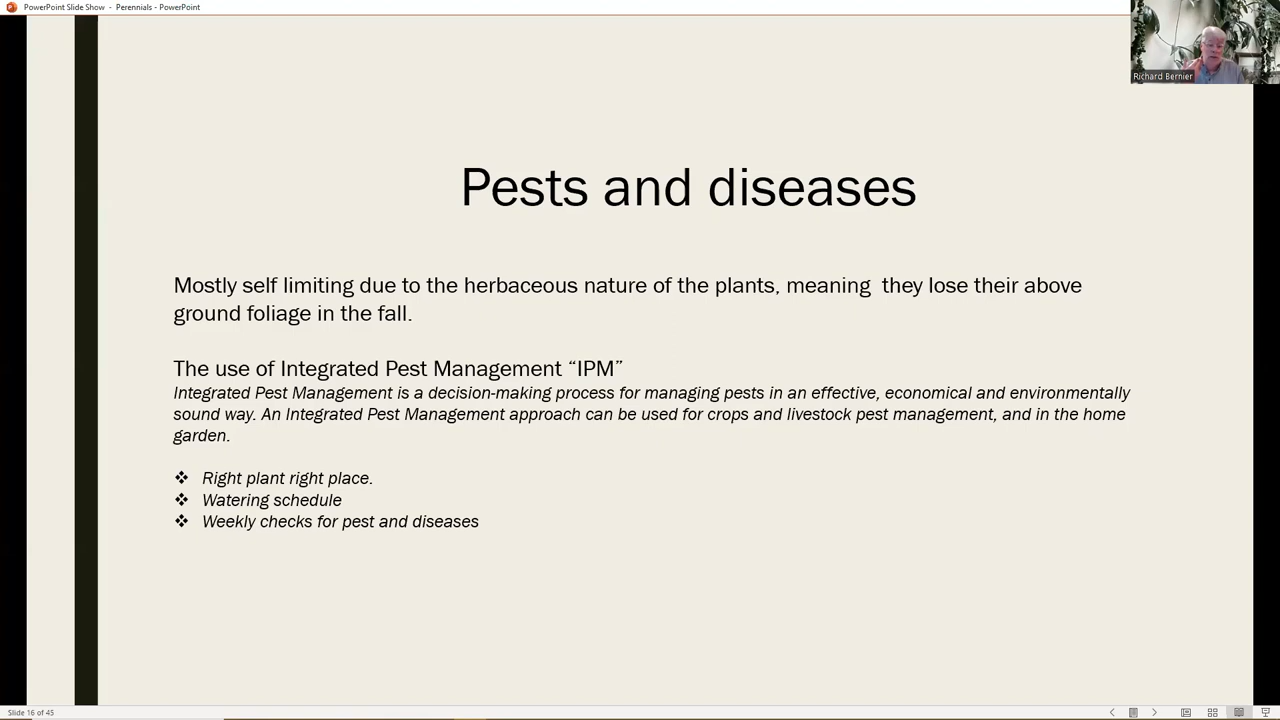 PowerPoint Slide Show - Perennials - PowerPoint
Richard Bernier
Pests and diseases
Mostly self limiting due to the herbaceous nature of the plants, meaning they lose their above
ground foliage in the fall.
The use of Integrated Pest Management “IPM”
Integrated Pest Management is a decision-making process for managing pests in an effective, economical and environmentally
sound way. An Integrated Pest Management approach can be used for crops and livestock pest management, and in the home
garden.
❖ Right plant right place.
❖ Watering schedule
❖ Weekly checks for pest and diseases
Slide 16 of 45